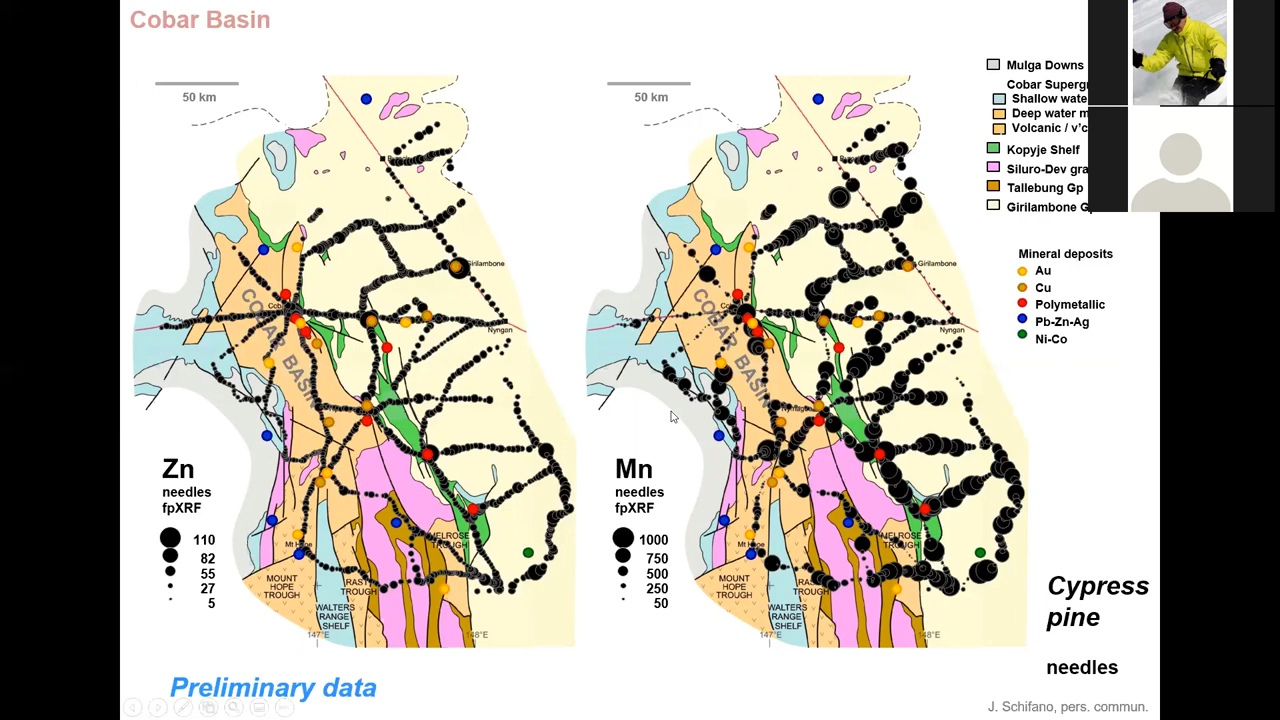 Cobar Basin
50 km
Girilambone
COBAR BASIN
Nyngan
Zn
needles
fpXRF
110
82
55
27
5
Mt Hope
MELROSE
TROUGH
MOUNT
HOPE
TROUGH
RAST
TROUGH
WALTERS
RANGE
SHELF
147°E
148°E
50 km
Girilambone
COBAR BASIN
Nyngan
Nymagee
Mn
needles
fpXRF
1000
750
500
250
50
Mt Hope
MELROSE
TROUGH
MOUNT
HOPE
TROUGH
RAST
TROUGH
WALTERS
RANGE
SHELF
147°E
148°E
Mulga Downs
Cobar
Shallow
Deep water
Volcanic /
Kopyje Shelf
Siluro-Dev
Tallebung Gp
Girilambone
Mineral deposits
Au
Cu
Polymetallic
Pb-Zn-Ag
Ni-Co
Cypress
pine
needles
Preliminary data
J. Schifano, pers. commun.